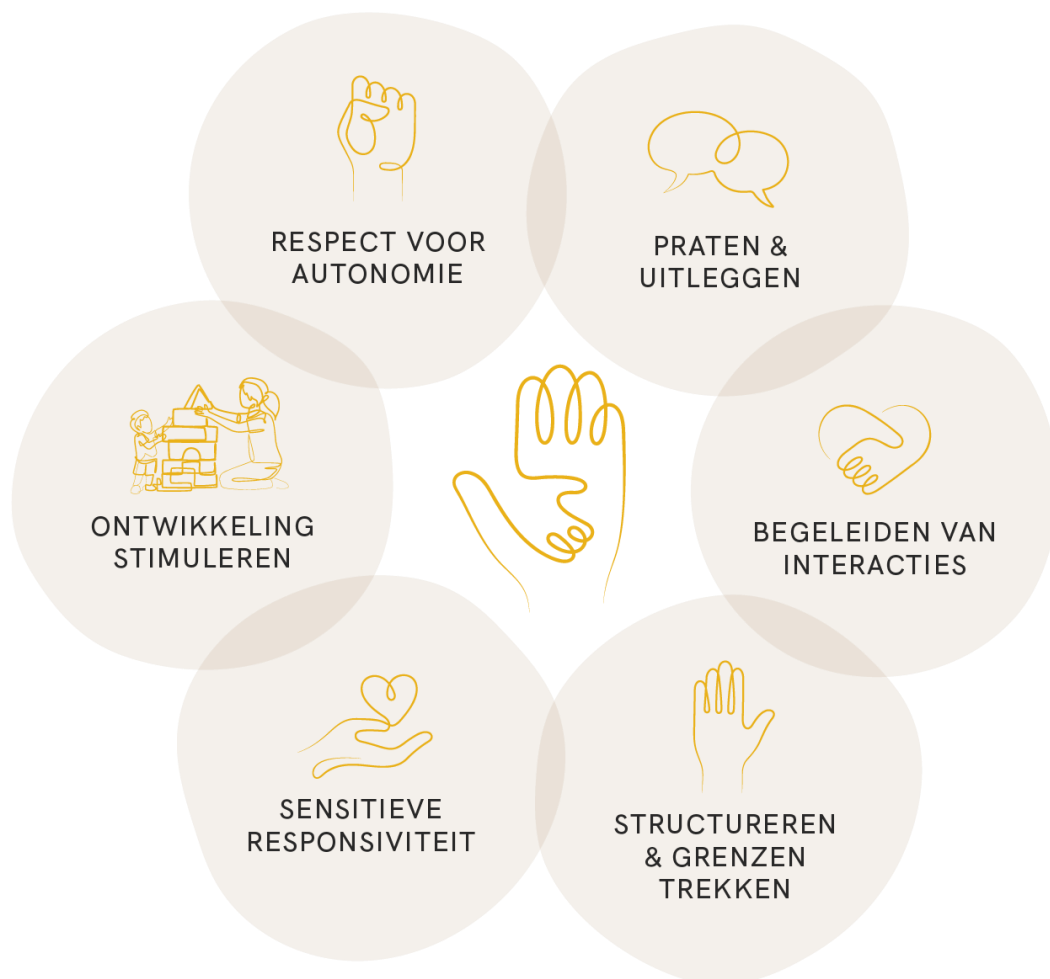 RESPECT VOOR
AUTONOMIE
PRATEN &
UITLEGGEN
ONTWIKKELING
STIMULEREN
BEGELEIDEN VAN
INTERACTIES
SENSITIEVE
RESPONSIVITEIT
STRUCTUREREN
& GRENZEN
TREKKEN